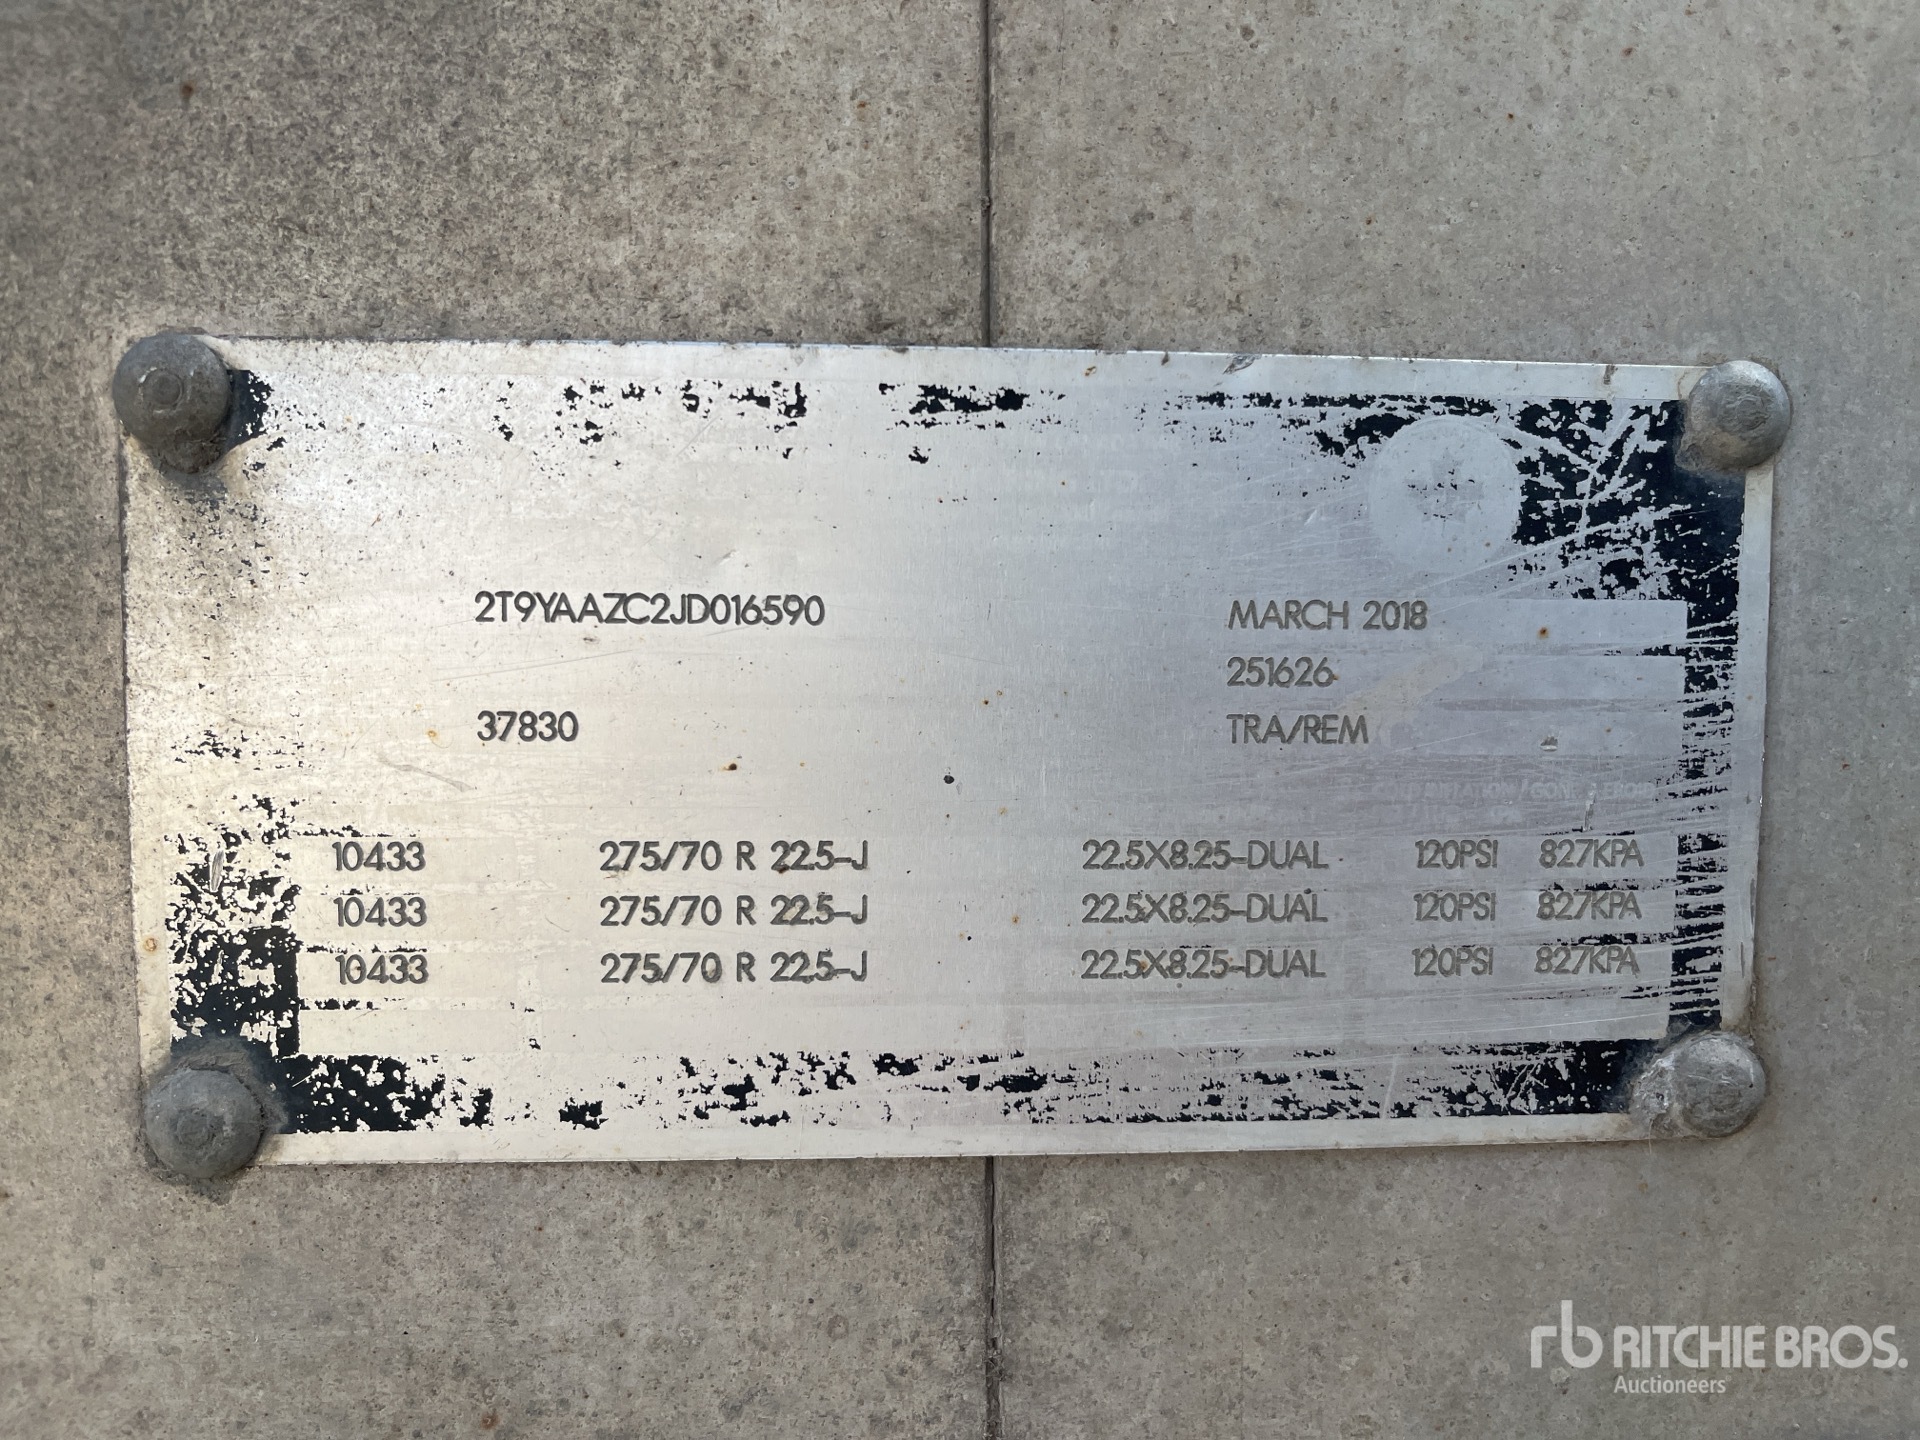 2T9YAAZC2JD016590 MARCH 2018
251626
37830 TRA/REM
10433 275/70 R 22.5-J 22.5X8.25-DUAL 120PSI 827KPA
10433 275/70 R 22.5-J 22.5X8.25-DUAL 120PSI 827KPA
10433 275/70 R 22.5-J 22.5X8.25-DUAL 120PSI 827KPA
rb RITCHIE BROS.
Auctioneers